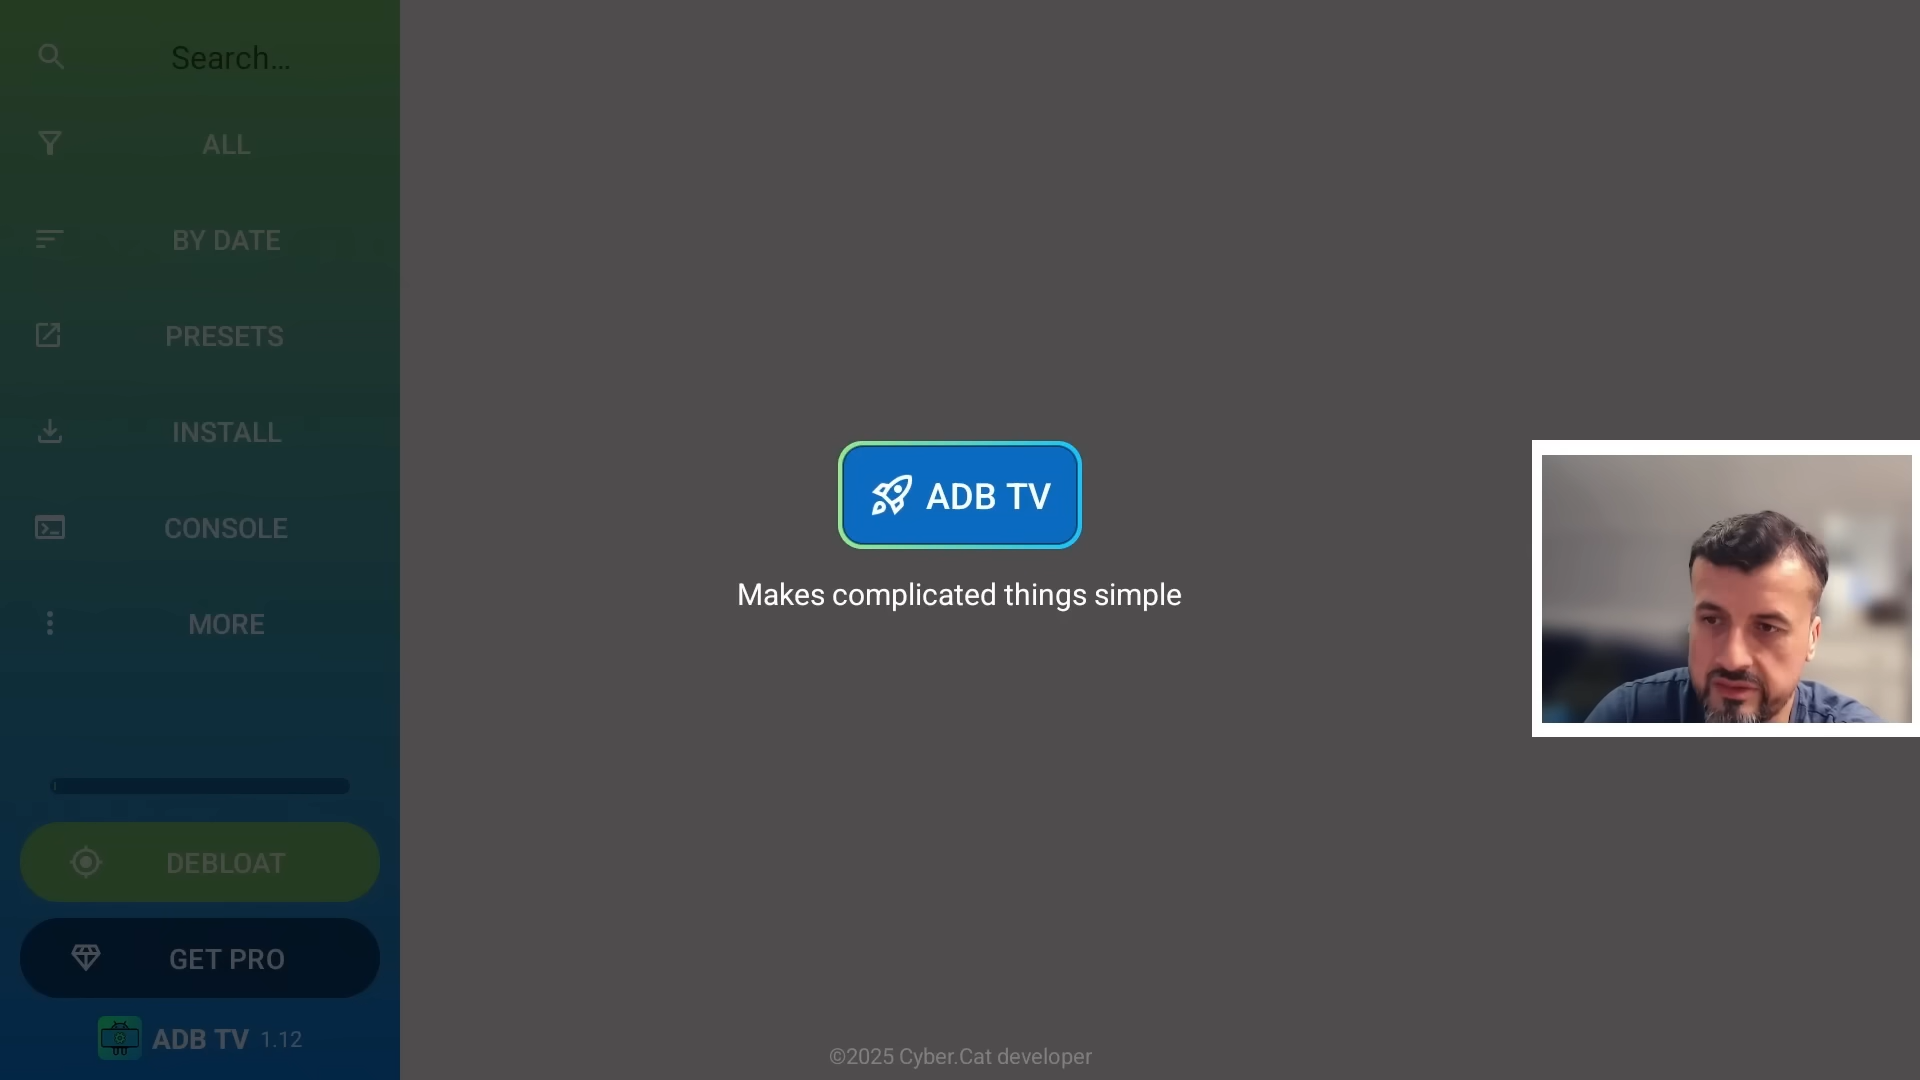 Search...
ALL
BY DATE
PRESETS
INSTALL
CONSOLE
MORE
DEBLOAT
GET PRO
ADB TV 1.12
ADB TV
Makes complicated things simple
©2025 Cyber.Cat developer